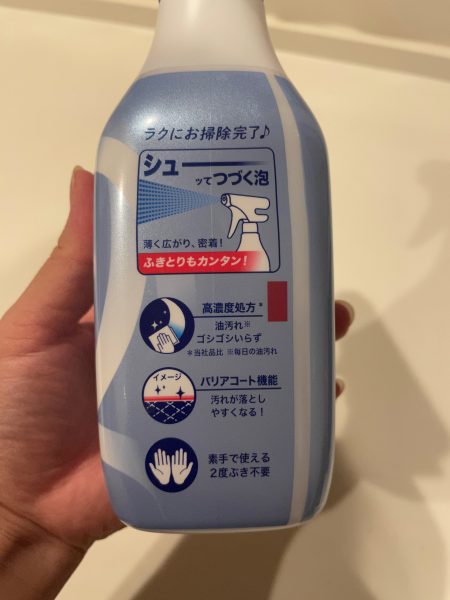 ラクにお掃除完了♪
シュー
ッてつづく泡
薄く広がり、密着!
ふきとりもカンタン!
高濃度処方*
油汚れ※
ゴシゴシいらず
*当社品比 ※毎日の油汚れ
イメージ
バリアコート機能
汚れが落とし
やすくなる!
素手で使える
2度ぶき不要